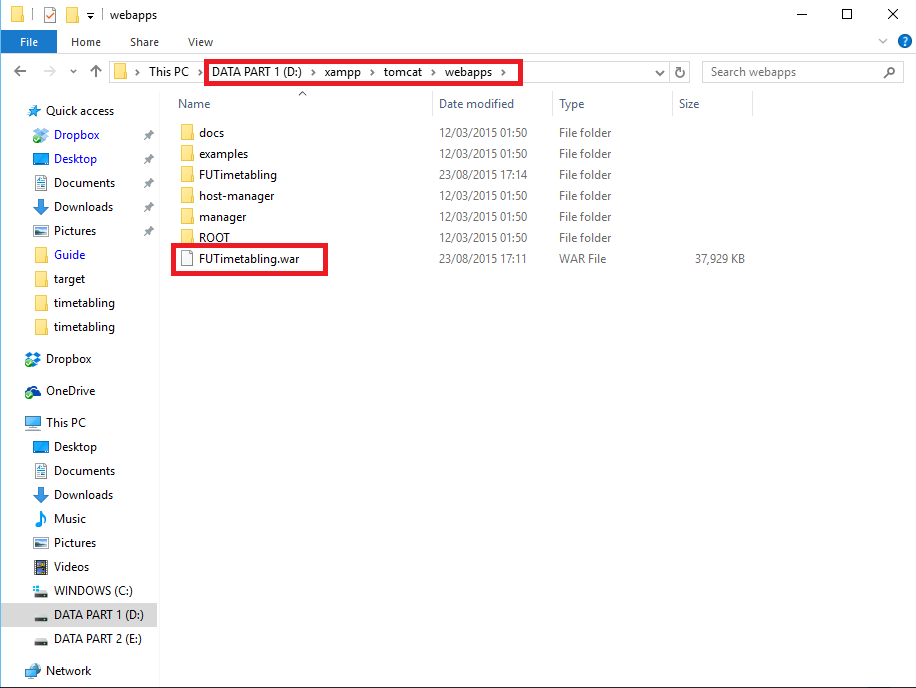 webapps
File Home Share View
This PC DATA PART 1 (D:) xampp tomcat webapps Search webapps
Name Date modified Type Size
Quick access
Dropbox
Desktop
Documents
Downloads
Pictures
Guide
target
timetabling
timetabling
Dropbox
OneDrive
This PC
Desktop
Documents
Downloads
Music
Pictures
Videos
WINDOWS (C:)
DATA PART 1 (D:)
DATA PART 2 (E:)
Network
docs 12/03/2015 01:50 File folder
examples 12/03/2015 01:50 File folder
FUTimetabling 23/08/2015 17:14 File folder
host-manager 12/03/2015 01:50 File folder
manager 12/03/2015 01:50 File folder
ROOT 12/03/2015 01:50 File folder
FUTimetabling.war 23/08/2015 17:11 WAR File 37,929 KB